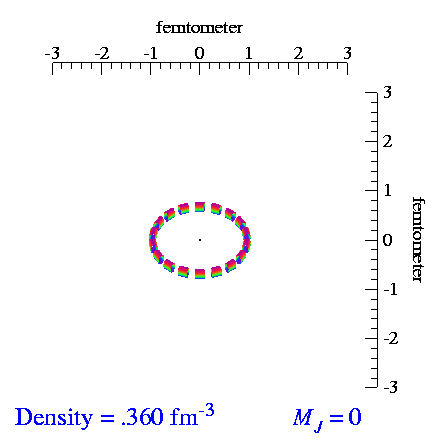 femtometer
-3 -2 -1 0 1 2 3
3
2
1
0
-1
-2
-3
femtometer
Density = .360 fm⁻³ M_J = 0